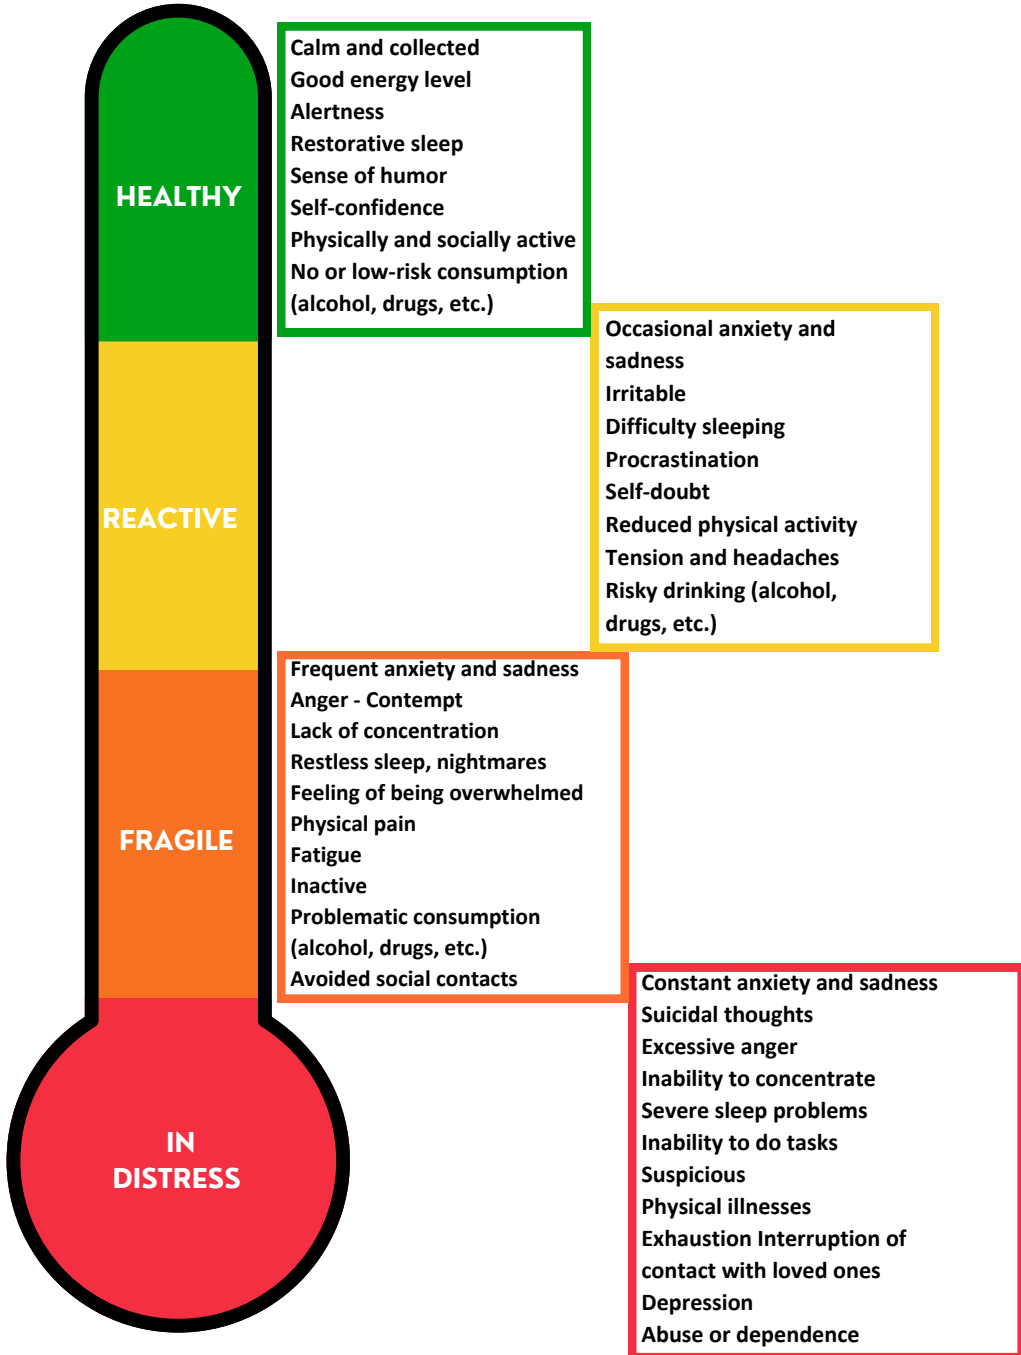 HEALTHY
Calm and collected
Good energy level
Alertness
Restorative sleep
Sense of humor
Self-confidence
Physically and socially active
No or low-risk consumption
(alcohol, drugs, etc.)
REACTIVE
Occasional anxiety and
sadness
Irritable
Difficulty sleeping
Procrastination
Self-doubt
Reduced physical activity
Tension and headaches
Risky drinking (alcohol,
drugs, etc.)
FRAGILE
Frequent anxiety and sadness
Anger - Contempt
Lack of concentration
Restless sleep, nightmares
Feeling of being overwhelmed
Physical pain
Fatigue
Inactive
Problematic consumption
(alcohol, drugs, etc.)
Avoided social contacts
IN
DISTRESS
Constant anxiety and sadness
Suicidal thoughts
Excessive anger
Inability to concentrate
Severe sleep problems
Inability to do tasks
Suspicious
Physical illnesses
Exhaustion Interruption of
contact with loved ones
Depression
Abuse or dependence